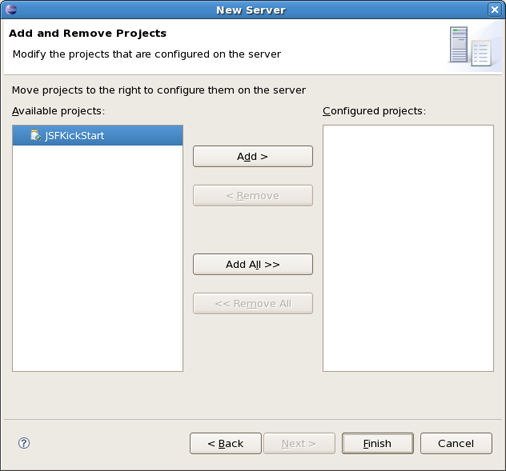 New Server
Add and Remove Projects
Modify the projects that are configured on the server
Move projects to the right to configure them on the server
Available projects:
Configured projects:
JSFKickStart
Add >
< Remove
Add All >>
<< Remove All
?
< Back
Next >
Finish
Cancel